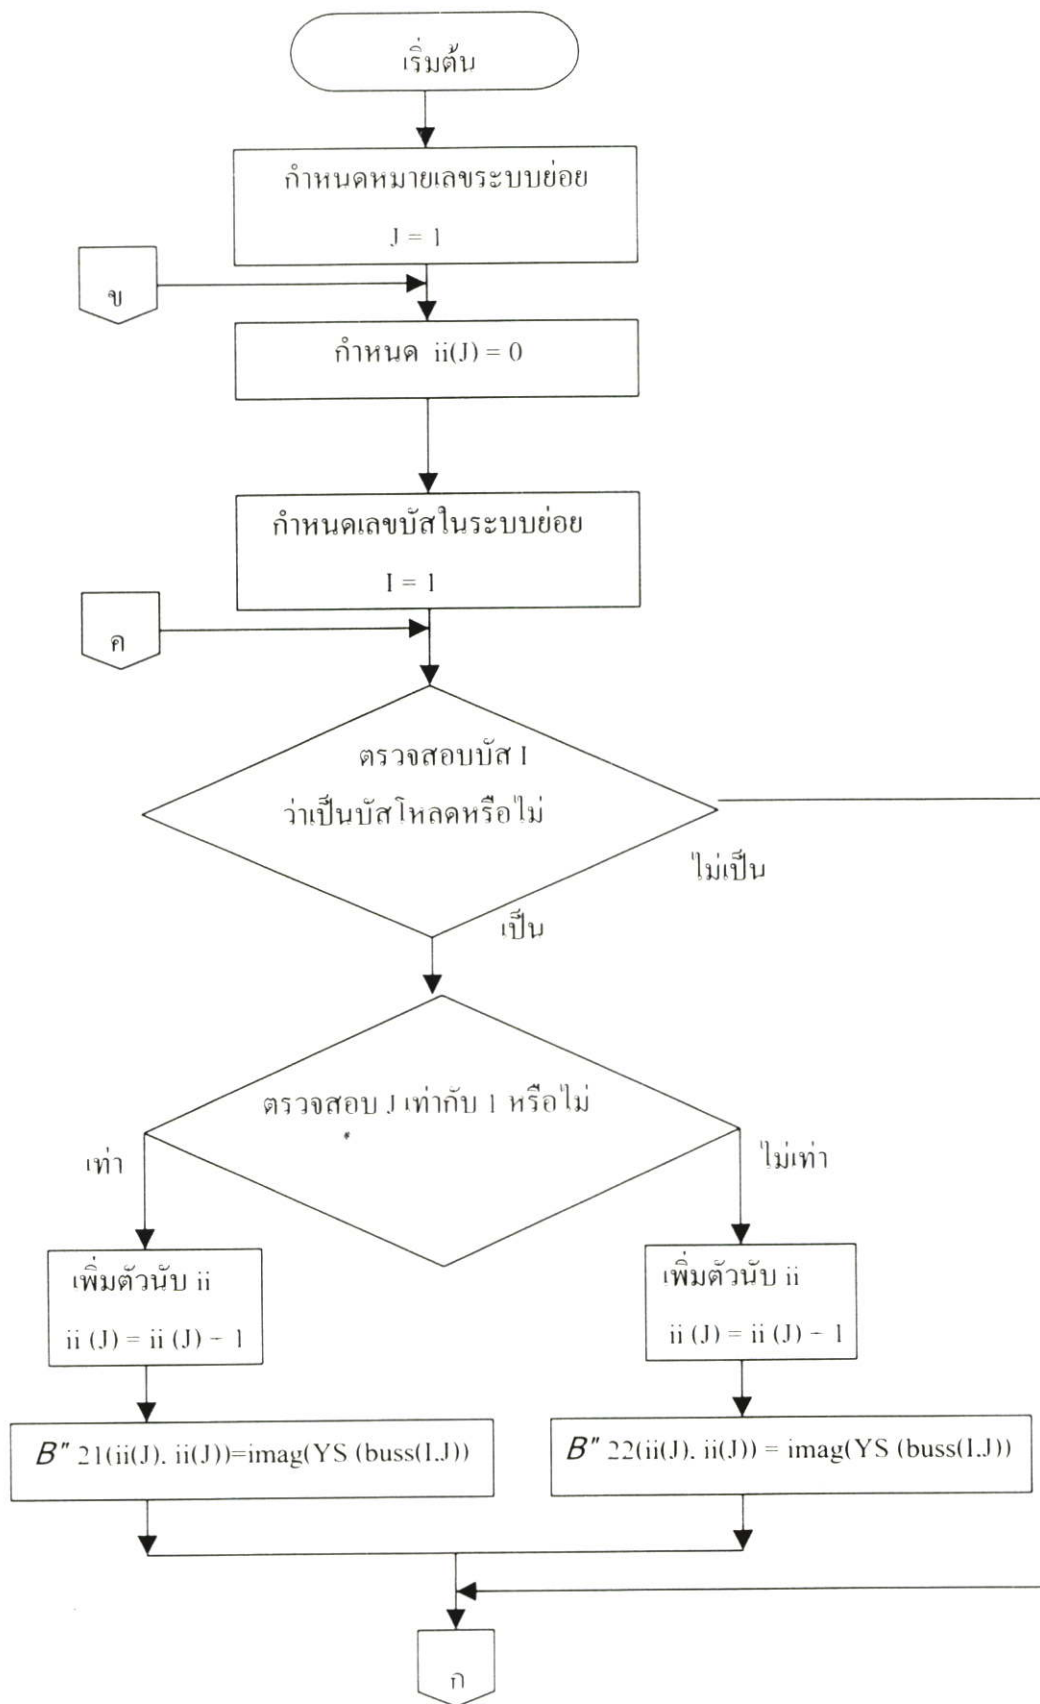 เริ่มต้น
กำหนดหมายเลขระบบย่อย
J = 1
ข
กำหนด ii(J) = 0
กำหนดเลขบัสในระบบย่อย
I = 1
ค
ตรวจสอบบัส I
ว่าเป็นบัสโหลดหรือไม่
ไม่เป็น
เป็น
ตรวจสอบ J เท่ากับ 1 หรือไม่
เท่า
ไม่เท่า
เพิ่มตัวนับ ii
ii (J) = ii (J) - 1
เพิ่มตัวนับ ii
ii (J) = ii (J) - 1
B" 21(ii(J). ii(J))=imag(YS (buss(I.J))
B" 22(ii(J). ii(J)) = imag(YS (buss(I.J))
ก